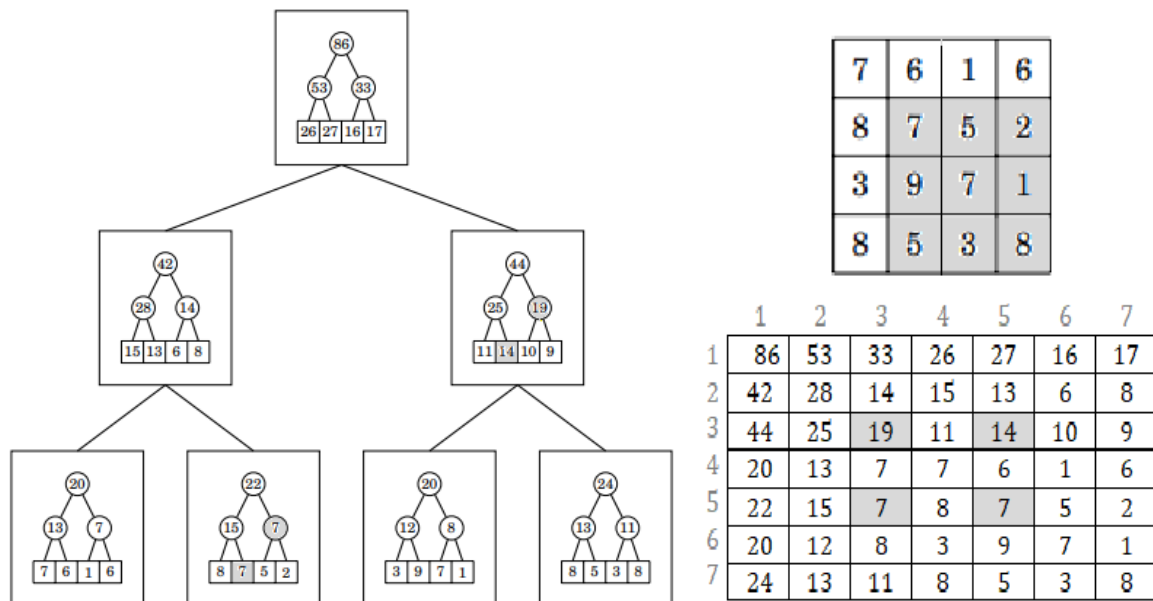 86
53 33
26 27 16 17
42
28 14
15 13 6 8
44
25 19
11 14 10 9
20
13 7
7 6 1 6
22
15 7
8 7 5 2
20
12 8
3 9 7 1
24
13 11
8 5 3 8
7 6 1 6
8 7 5 2
3 9 7 1
8 5 3 8
1 2 3 4 5 6 7
1 86 53 33 26 27 16 17
2 42 28 14 15 13 6 8
3 44 25 19 11 14 10 9
4 20 13 7 7 6 1 6
5 22 15 7 8 7 5 2
6 20 12 8 3 9 7 1
7 24 13 11 8 5 3 8